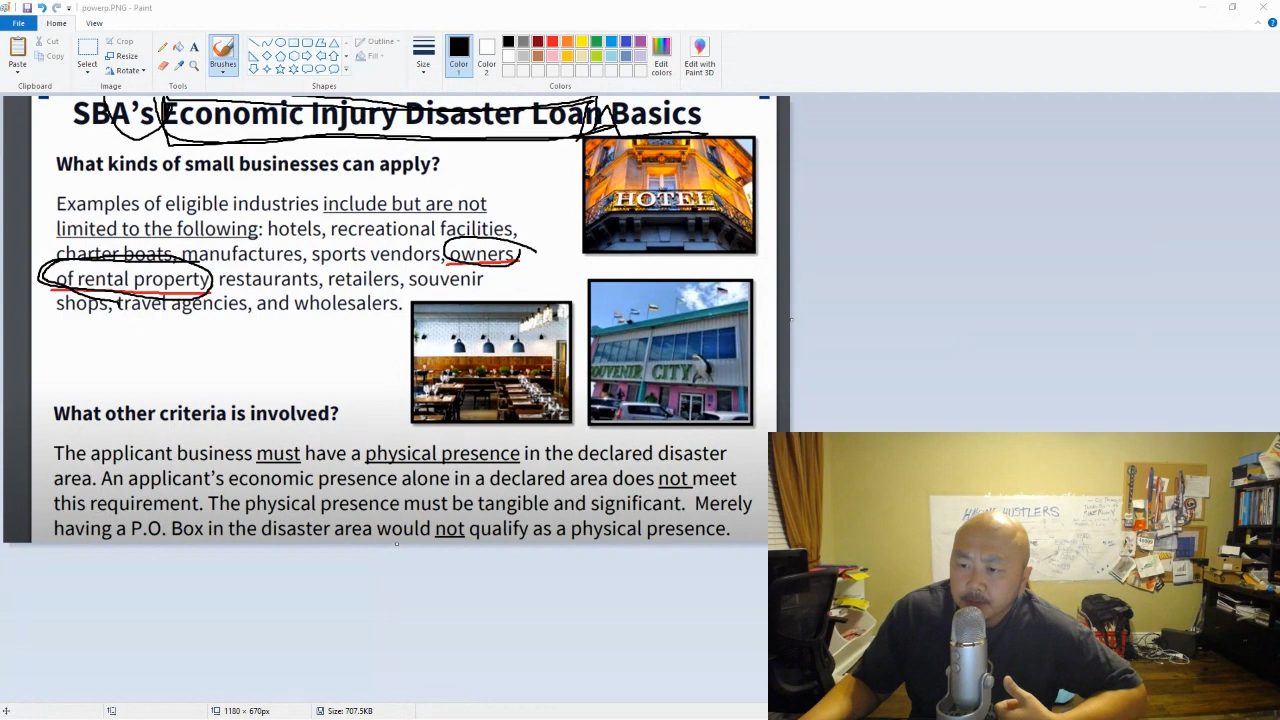 powerp.PNG - Paint
File Home View
Paste
Cut
Copy
Clipboard
Select
Crop
Resize
Rotate
Image
Tools
Brushes
Shapes
Outline
Fill
Size
Color 1
Color 2
Edit colors
Edit with Paint 3D
Colors
SBA's Economic Injury Disaster Loan Basics
What kinds of small businesses can apply?
Examples of eligible industries include but are not
limited to the following: hotels, recreational facilities,
charter boats, manufactures, sports vendors, owners
of rental property, restaurants, retailers, souvenir
shops, travel agencies, and wholesalers.
HOTEL
SOUVENIR CITY
What other criteria is involved?
The applicant business must have a physical presence in the declared disaster
area. An applicant's economic presence alone in a declared area does not meet
this requirement. The physical presence must be tangible and significant. Merely
having a P.O. Box in the disaster area would not qualify as a physical presence.
HUSTLERS
1180 × 670px
Size: 707.5KB